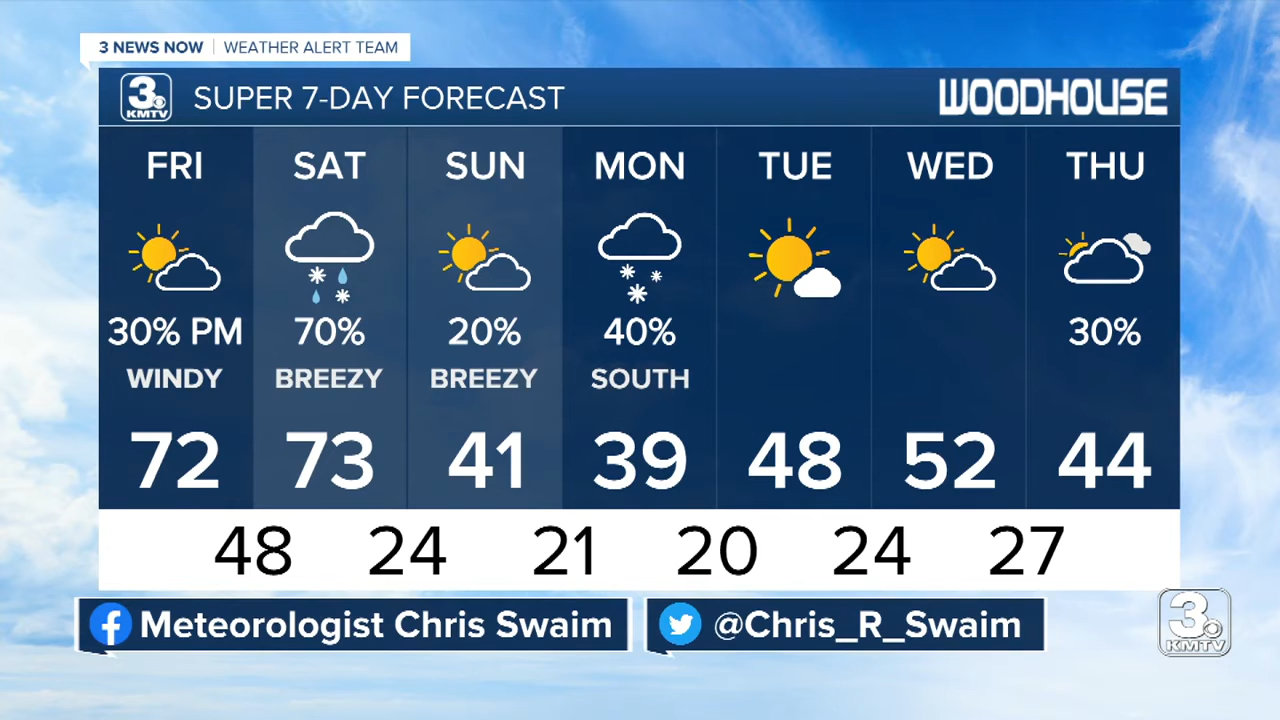 3 NEWS NOW | WEATHER ALERT TEAM
3 KMTV SUPER 7-DAY FORECAST WOODHOUSE
FRI SAT SUN MON TUE WED THU
30% PM 70% 20% 40% 30%
WINDY BREEZY BREEZY SOUTH
72 73 41 39 48 52 44
48 24 21 20 24 27
Meteorologist Chris Swaim @Chris_R_Swaim
3 KMTV